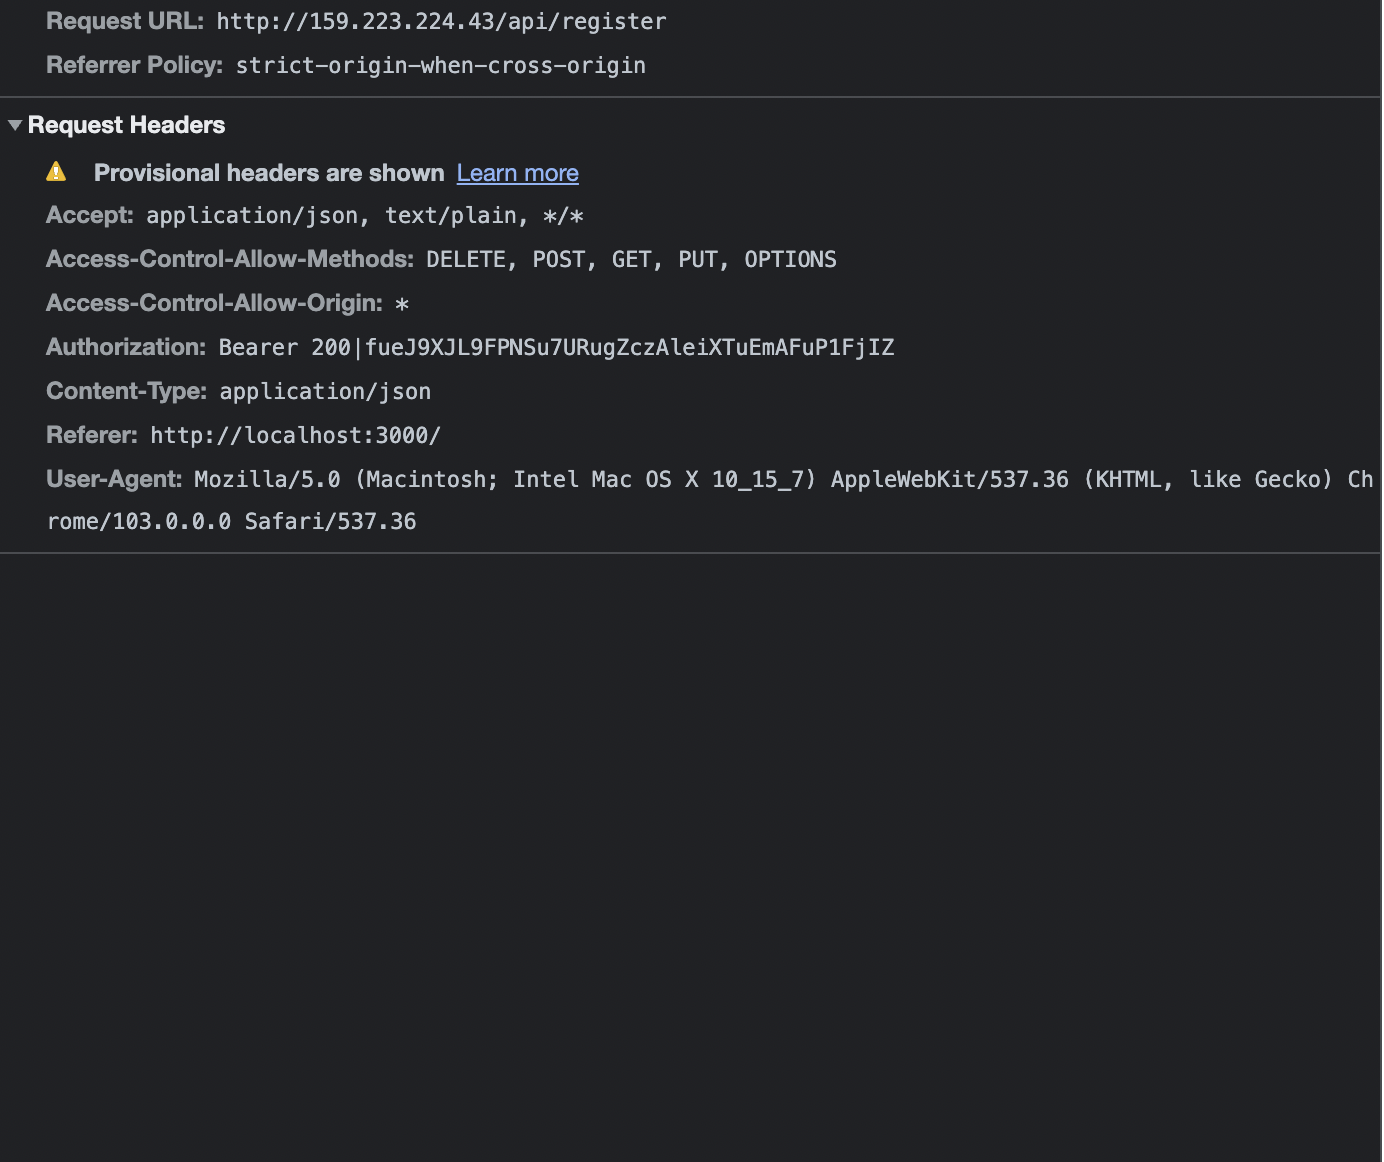 Request URL: http://159.223.224.43/api/register
Referrer Policy: strict-origin-when-cross-origin
Request Headers
Provisional headers are shown Learn more
Accept: application/json, text/plain, */*
Access-Control-Allow-Methods: DELETE, POST, GET, PUT, OPTIONS
Access-Control-Allow-Origin: *
Authorization: Bearer 200|fueJ9XJL9FPNSu7URugZczAleiXTuEmAFuP1FjIZ
Content-Type: application/json
Referer: http://localhost:3000/
User-Agent: Mozilla/5.0 (Macintosh; Intel Mac OS X 10_15_7) AppleWebKit/537.36 (KHTML, like Gecko) Ch
rome/103.0.0.0 Safari/537.36